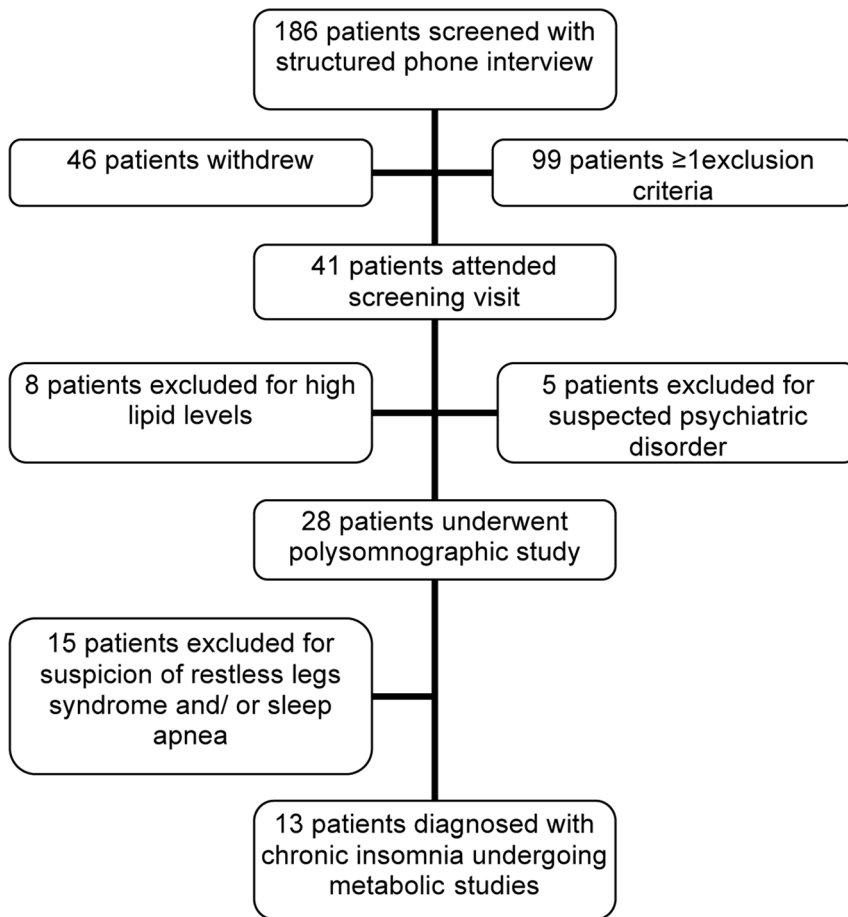 186 patients screened with
structured phone interview
46 patients withdrew
99 patients ≥1exclusion
criteria
41 patients attended
screening visit
8 patients excluded for high
lipid levels
5 patients excluded for
suspected psychiatric
disorder
28 patients underwent
polysomnographic study
15 patients excluded for
suspicion of restless legs
syndrome and/ or sleep
apnea
13 patients diagnosed with
chronic insomnia undergoing
metabolic studies